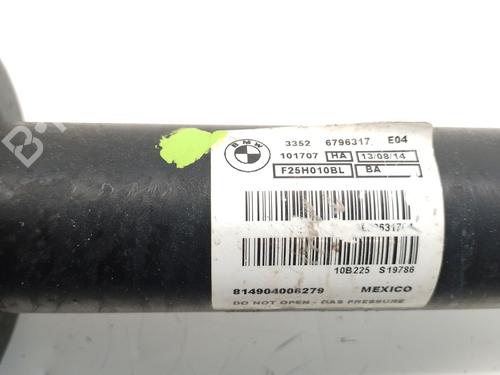 BMW
3352 6796317. E04
101707 HA 13/08/14
F25H010BL BA
10B225 S19786
814904006279 MEXICO
DO NOT OPEN - GAS PRESSURE